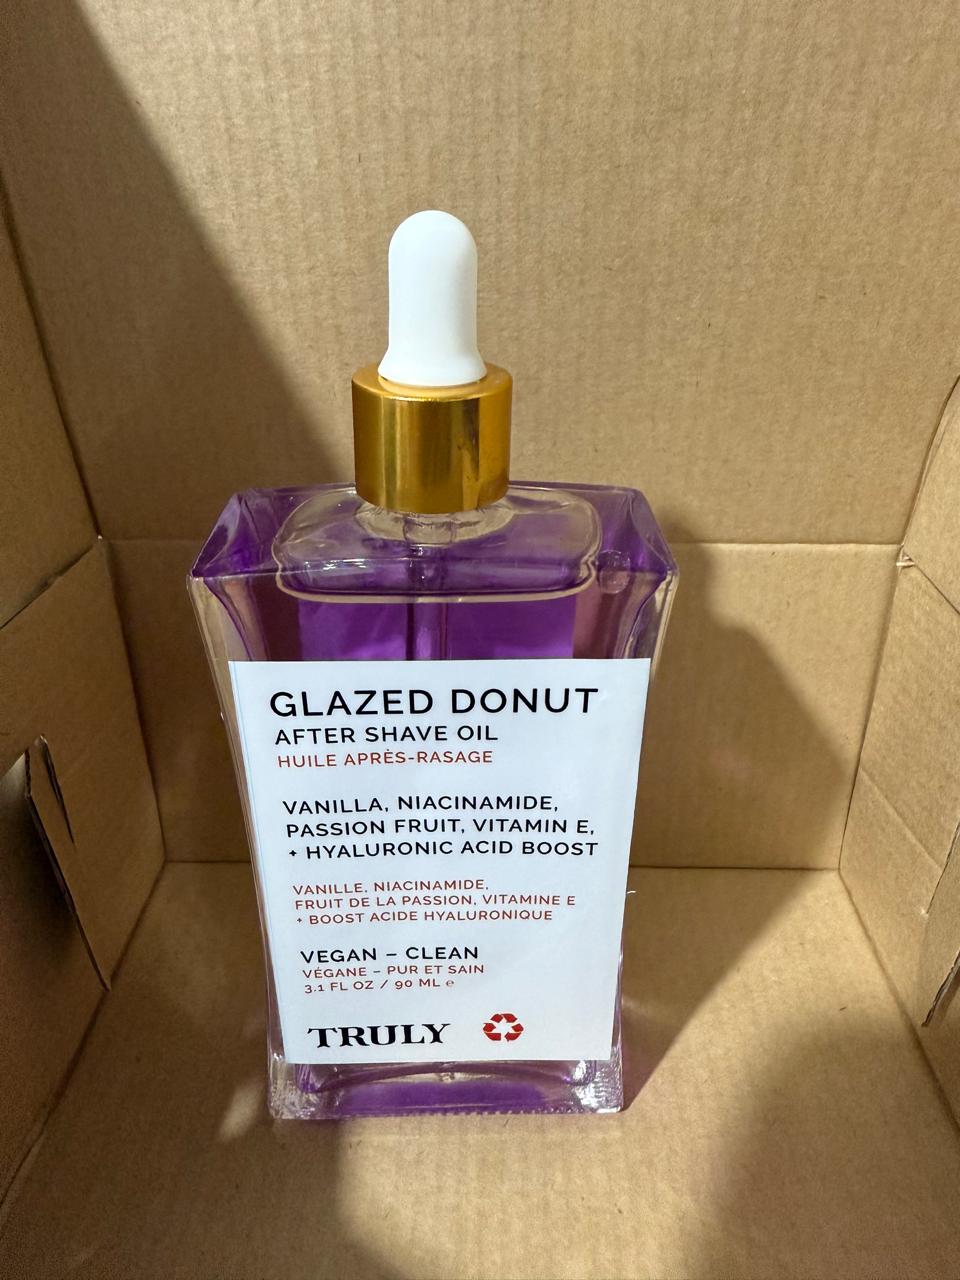 GLAZED DONUT
AFTER SHAVE OIL
HUILE APRÈS-RASAGE
VANILLA, NIACINAMIDE,
PASSION FRUIT, VITAMIN E,
+ HYALURONIC ACID BOOST
VANILLE, NIACINAMIDE,
FRUIT DE LA PASSION, VITAMINE E
+ BOOST ACIDE HYALURONIQUE
VEGAN – CLEAN
VÉGANE – PUR ET SAIN
3.1 FL OZ / 90 ML ℮
TRULY